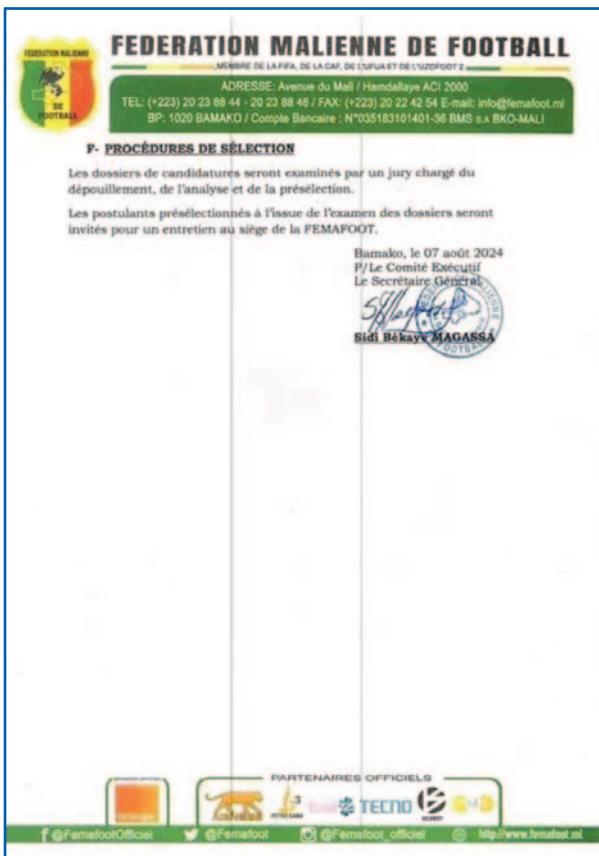 FEDERATION MALIENNE
DE
FOOTBALL
FEDERATION MALIENNE DE FOOTBALL
MEMBRE DE LA FIFA, DE LA CAF, DE L'UFUA ET DE L'UZOFOOT 2
ADRESSE: Avenue du Mali / Hamdallaye ACI 2000
TEL: (+223) 20 23 88 44 - 20 23 88 46 / FAX: (+223) 20 22 42 54 E-mail: info@femafoot.ml
BP: 1020 BAMAKO / Compte Bancaire : N°035183101401-36 BMS S.A BKO-MALI
F- PROCÉDURES DE SÉLECTION
Les dossiers de candidatures seront examinés par un jury chargé du
dépouillement, de l'analyse et de la présélection.
Les postulants présélectionnés à l'issue de l'examen des dossiers seront
invités pour un entretien au siège de la FEMAFOOT.
Bamako, le 07 août 2024
P/Le Comité Exécutif
Le Secrétaire Général
Sidi Békaye MAGASSA
PARTENAIRES OFFICIELS
orange
TECNO
@FemafootOfficiel @Femafoot @Femafoot_officiel http://www.femafoot.ml